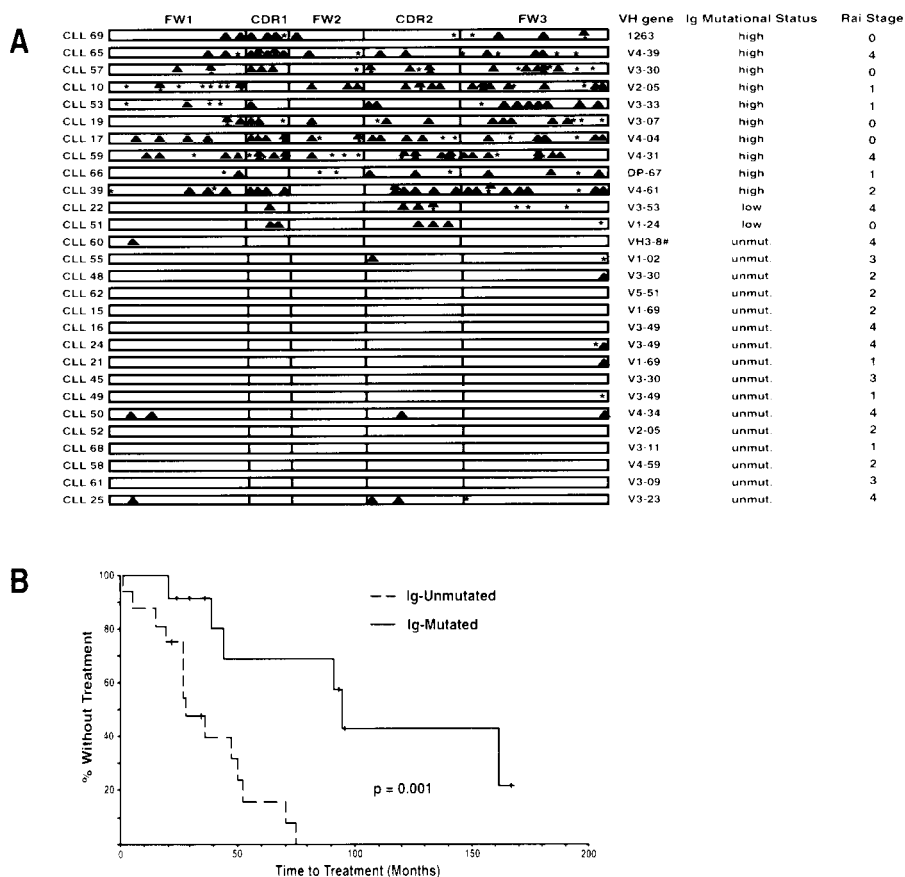 A
FW1 CDR1 FW2 CDR2 FW3 VH gene Ig Mutational Status Rai Stage
CLL 69 1263 high 0
CLL 65 V4-39 high 4
CLL 57 V3-30 high 0
CLL 10 V2-05 high 1
CLL 53 V3-33 high 1
CLL 19 V3-07 high 0
CLL 17 V4-04 high 0
CLL 59 V4-31 high 4
CLL 66 DP-67 high 1
CLL 39 V4-61 high 2
CLL 22 V3-53 low 4
CLL 51 V1-24 low 0
CLL 60 VH3-8# unmut. 4
CLL 55 V1-02 unmut. 3
CLL 48 V3-30 unmut. 2
CLL 62 V5-51 unmut. 2
CLL 15 V1-69 unmut. 2
CLL 16 V3-49 unmut. 4
CLL 24 V3-49 unmut. 4
CLL 21 V1-69 unmut. 1
CLL 45 V3-30 unmut. 3
CLL 49 V3-49 unmut. 1
CLL 50 V4-34 unmut. 4
CLL 52 V2-05 unmut. 2
CLL 68 V3-11 unmut. 1
CLL 58 V4-59 unmut. 2
CLL 61 V3-09 unmut. 3
CLL 25 V3-23 unmut. 4
B
% Without Treatment
100
80
60
40
20
Ig-Unmutated
Ig-Mutated
p = 0.001
0 50 100 150 200
Time to Treatment (Months)